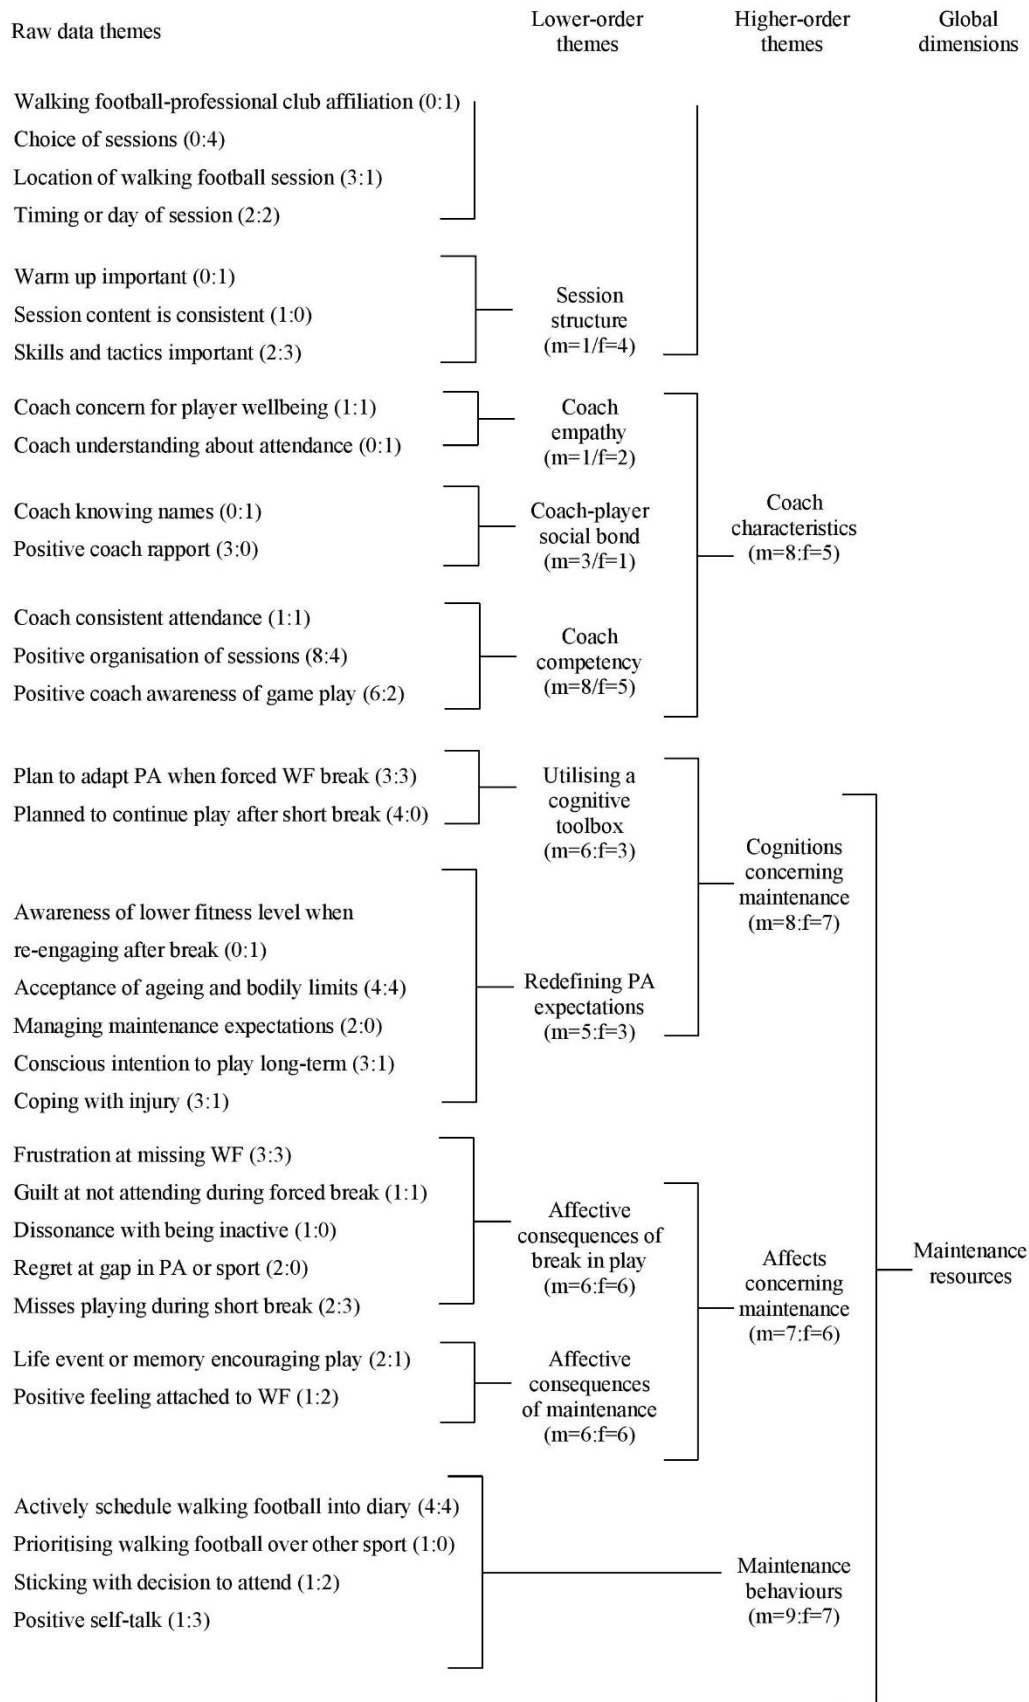 Raw data themes
Lower-order
themes
Higher-order
themes
Global
dimensions
Walking football-professional club affiliation (0:1)
Choice of sessions (0:4)
Location of walking football session (3:1)
Timing or day of session (2:2)
Warm up important (0:1)
Session content is consistent (1:0)
Skills and tactics important (2:3)
Session
structure
(m=1/f=4)
Coach concern for player wellbeing (1:1)
Coach understanding about attendance (0:1)
Coach
empathy
(m=1/f=2)
Coach knowing names (0:1)
Positive coach rapport (3:0)
Coach-player
social bond
(m=3/f=1)
Coach
characteristics
(m=8:f=5)
Coach consistent attendance (1:1)
Positive organisation of sessions (8:4)
Positive coach awareness of game play (6:2)
Coach
competency
(m=8/f=5)
Plan to adapt PA when forced WF break (3:3)
Planned to continue play after short break (4:0)
Utilising a
cognitive
toolbox
(m=6:f=3)
Cognitions
concerning
maintenance
(m=8:f=7)
Awareness of lower fitness level when
re-engaging after break (0:1)
Acceptance of ageing and bodily limits (4:4)
Managing maintenance expectations (2:0)
Conscious intention to play long-term (3:1)
Coping with injury (3:1)
Redefining PA
expectations
(m=5:f=3)
Frustration at missing WF (3:3)
Guilt at not attending during forced break (1:1)
Dissonance with being inactive (1:0)
Regret at gap in PA or sport (2:0)
Misses playing during short break (2:3)
Affective
consequences of
break in play
(m=6:f=6)
Affects
concerning
maintenance
(m=7:f=6)
Maintenance
resources
Life event or memory encouraging play (2:1)
Positive feeling attached to WF (1:2)
Affective
consequences
of maintenance
(m=6:f=6)
Actively schedule walking football into diary (4:4)
Prioritising walking football over other sport (1:0)
Sticking with decision to attend (1:2)
Positive self-talk (1:3)
Maintenance
behaviours
(m=9:f=7)